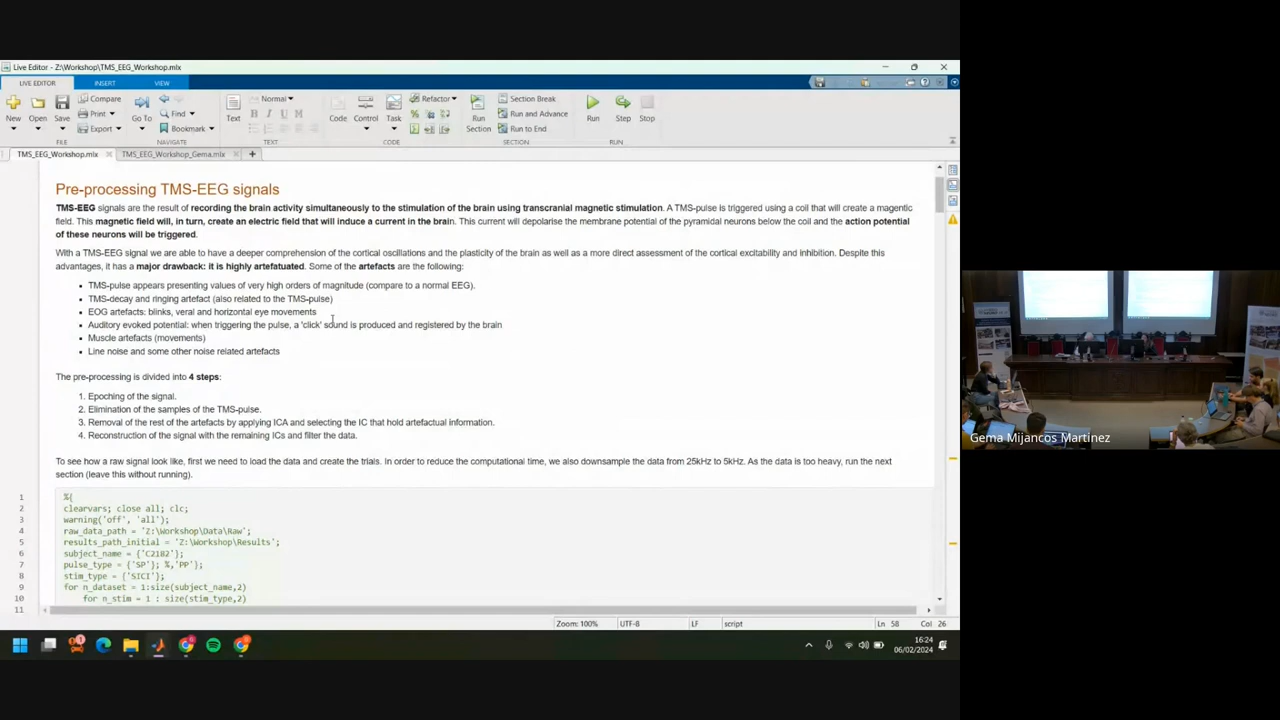 Live Editor - Z:\Workshop\TMS_EEG_Workshop.mlx
LIVE EDITOR INSERT VIEW
New Open Save Compare Print Export
FILE
Go To Find Bookmark
NAVIGATE
Text Normal B I U M
TEXT
Code Control Task Refactor
CODE
Run Section Section Break Run and Advance Run to End
SECTION
Run Step Stop
RUN
TMS_EEG_Workshop.mlx TMS_EEG_Workshop_Gema.mlx
Pre-processing TMS-EEG signals
TMS-EEG signals are the result of recording the brain activity simultaneously to the stimulation of the brain using transcranial magnetic stimulation. A TMS-pulse is triggered using a coil that will create a magentic
field. This magnetic field will, in turn, create an electric field that will induce a current in the brain. This current will depolarise the membrane potential of the pyramidal neurons below the coil and the action potential
of these neurons will be triggered.
With a TMS-EEG signal we are able to have a deeper comprehension of the cortical oscillations and the plasticity of the brain as well as a more direct assessment of the cortical excitability and inhibition. Despite this
advantages, it has a major drawback: it is highly artefatuated. Some of the artefacts are the following:
TMS-pulse appears presenting values of very high orders of magnitude (compare to a normal EEG).
TMS-decay and ringing artefact (also related to the TMS-pulse)
EOG artefacts: blinks, veral and horizontal eye movements
Auditory evoked potential: when triggering the pulse, a 'click' sound is produced and registered by the brain
Muscle artefacts (movements)
Line noise and some other noise related artefacts
The pre-processing is divided into 4 steps:
1. Epoching of the signal.
2. Elimination of the samples of the TMS-pulse.
3. Removal of the rest of the artefacts by applying ICA and selecting the IC that hold artefactual information.
4. Reconstruction of the signal with the remaining ICs and filter the data.
To see how a raw signal look like, first we need to load the data and create the trials. In order to reduce the computational time, we also downsample the data from 25kHz to 5kHz. As the data is too heavy, run the next
section (leave this without running).
1 %{
2 clearvars; close all; clc;
3 warning('off', 'all');
4 raw_data_path = 'Z:\Workshop\Data\Raw';
5 results_path_initial = 'Z:\Workshop\Results';
6 subject_name = {'C2182'};
7 pulse_type = {'SP'}; %,'PP'};
8 stim_type = {'SICI'};
9 for n_dataset = 1:size(subject_name,2)
10 for n_stim = 1 : size(stim_type,2)
11
Zoom: 100% UTF-8 LF script Ln 58 Col 26
16:24
06/02/2024
Gema Mijancos Martinez